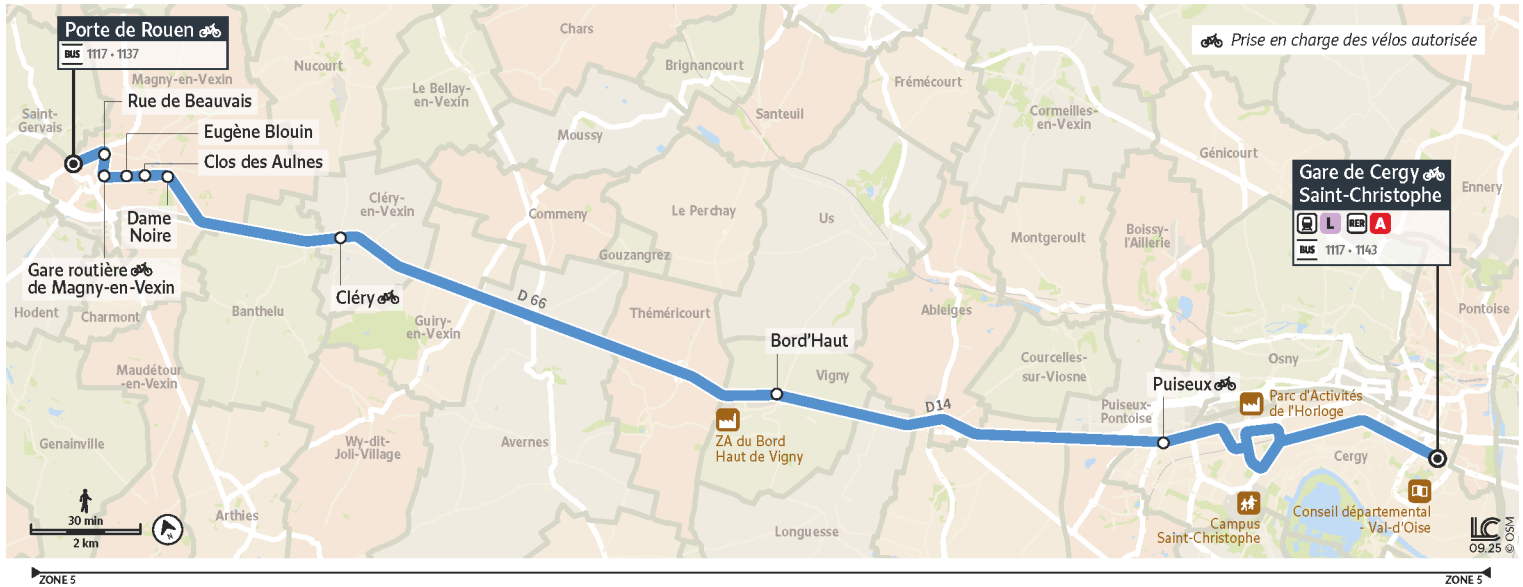 Porte de Rouen
BUS 1117 • 1137
Prise en charge des vélos autorisée
Chars
Nucourt
Magny-en-Vexin
Brignancourt
Le Bellay-
en-Vexin
Frémécourt
Saint-
Gervais
Rue de Beauvais
Santeuil
Cormeilles-
en-Vexin
Eugène Blouin
Moussy
Clos des Aulnes
Génicourt
Gare de Cergy
Saint-Christophe
L RER A
BUS 1117 • 1143
Ennery
Cléry-
en-Vexin
Commeny
Le Perchay
Us
Dame
Noire
Montgeroult
Boissy-
l'Aillerie
Gouzangrez
Gare routière
de Magny-en-Vexin
Cléry
D 66
Hodent
Charmont
Banthelu
Guiry-
en-Vexin
Théméricourt
Ableiges
Pontoise
Bord'Haut
Courcelles-
sur-Viosne
Osny
Maudétour
-en-Vexin
Vigny
Puiseux
D14
Puiseux-
Pontoise
Parc d'Activités
de l'Horloge
Genainville
Wy-dit-
Joli-Village
Avernes
ZA du Bord
Haut de Vigny
Cergy
Arthies
Longuesse
Campus
Saint-Christophe
Conseil départemental
- Val-d'Oise
30 min
2 km
N
LC
09.25 © OSM
ZONE 5
ZONE 5